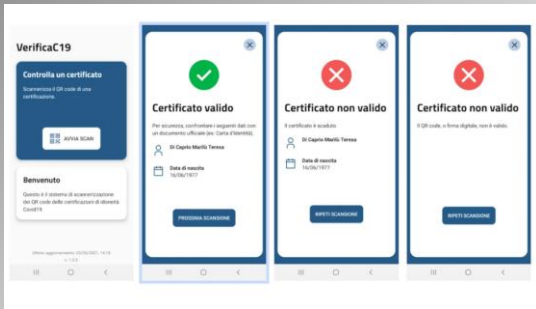 VerificaC19
Controlla un certificato
Scannerizza il QR code di una
certificazione.
AVVIA SCAN
Benvenuto
Questo è il sistema di scannerizzazione
dei QR code delle certificazioni di idoneità
Covid19
Ultimo aggiornamento:
Certificato valido
Per sicurezza, confrontare i seguenti dati con
un documento ufficiale (es: Carta d'Identità).
Di Caprio Marilù Teresa
Data di nascita
16/06/1977
PROSSIMA SCANSIONE
Certificato non valido
Il certificato è scaduto.
Di Caprio Marilù Teresa
Data di nascita
16/06/1977
RIPETI SCANSIONE
Certificato non valido
Il QR code, o firma digitale, non è valido.
RIPETI SCANSIONE